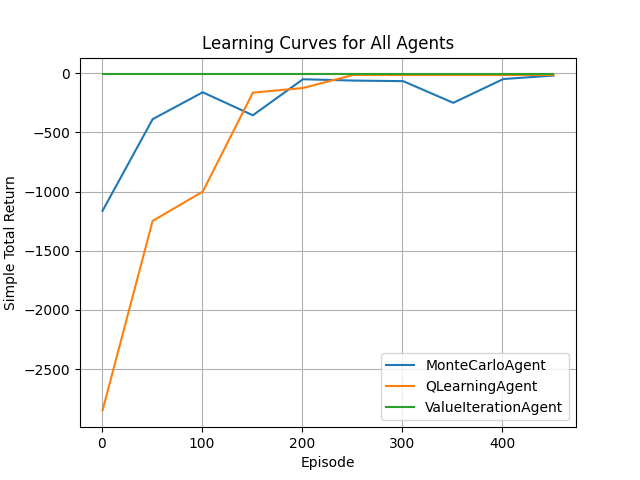 Learning Curves for All Agents
Simple Total Return
0
−500
−1000
−1500
−2000
−2500
MonteCarloAgent
QLearningAgent
ValueIterationAgent
0 100 200 300 400
Episode